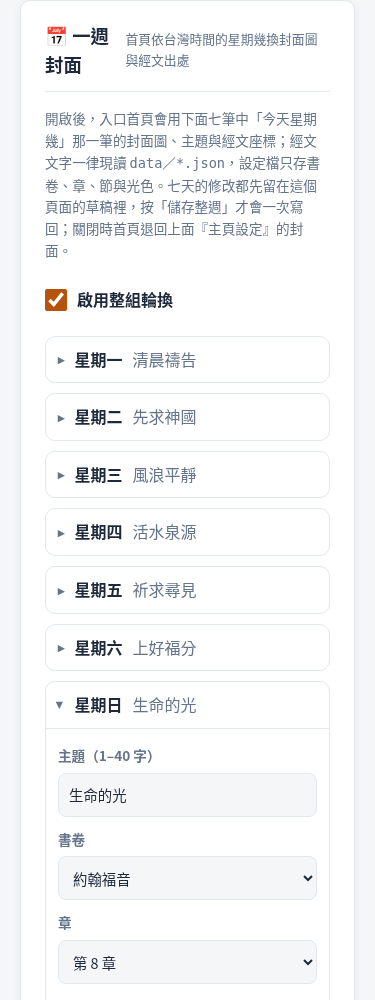 📅 一週封面
首頁依台灣時間的星期幾換封面圖與經文出處
開啟後，入口首頁會用下面七筆中「今天星期
幾」那一筆的封面圖、主題與經文座標；經文
文字一律現讀 data／*.json，設定檔只存書
卷、章、節與光色。七天的修改都先留在這個
頁面的草稿裡，按「儲存整週」才會一次寫
回；關閉時首頁退回上面『主頁設定』的封
面。
啟用整組輪換
▸ 星期一 清晨禱告
▸ 星期二 先求神國
▸ 星期三 風浪平靜
▸ 星期四 活水泉源
▸ 星期五 祈求尋見
▸ 星期六 上好福分
▾ 星期日 生命的光
主題（1–40 字）
生命的光
書卷
約翰福音
章
第 8 章